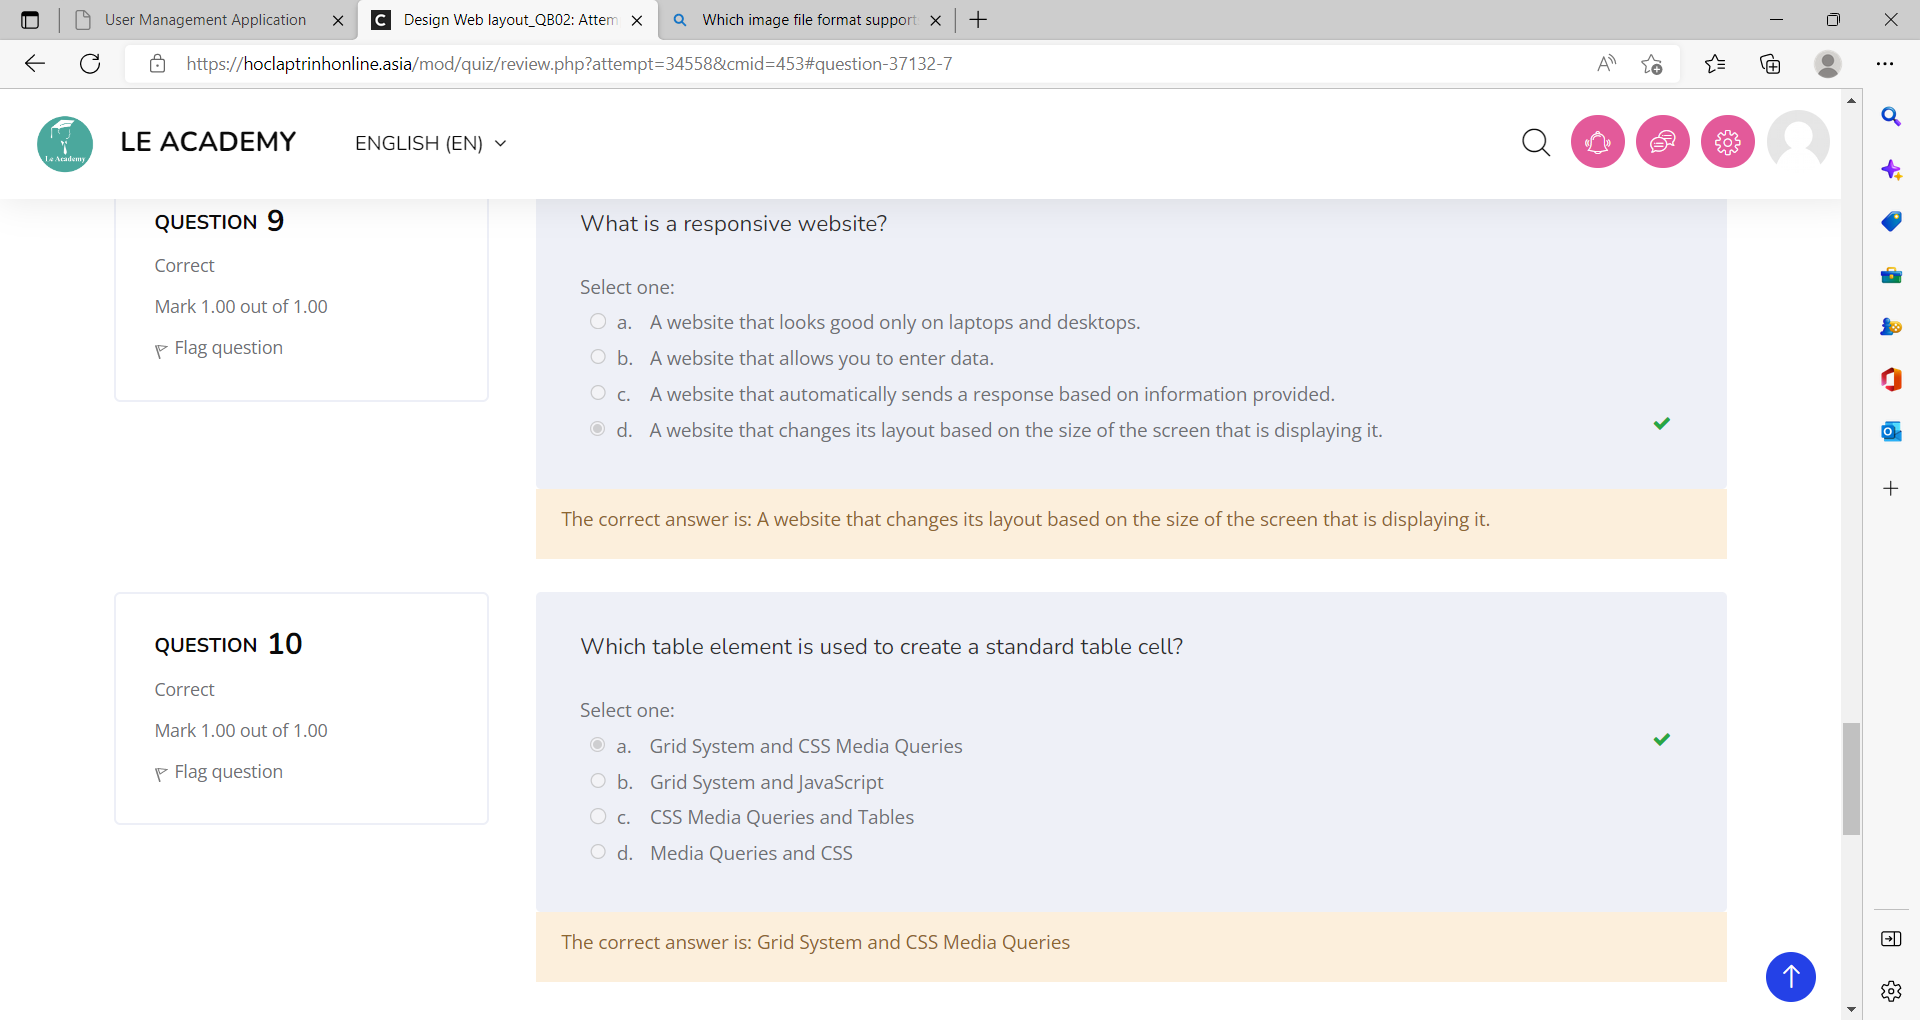 User Management Application
Design Web layout_QB02: Attem
Which image file format support
https://hoclaptrinhonline.asia/mod/quiz/review.php?attempt=34558&cmid=453#question-37132-7
Le Academy
LE ACADEMY
ENGLISH (EN)
QUESTION 9
Correct
Mark 1.00 out of 1.00
Flag question
What is a responsive website?
Select one:
a. A website that looks good only on laptops and desktops.
b. A website that allows you to enter data.
c. A website that automatically sends a response based on information provided.
d. A website that changes its layout based on the size of the screen that is displaying it.
The correct answer is: A website that changes its layout based on the size of the screen that is displaying it.
QUESTION 10
Correct
Mark 1.00 out of 1.00
Flag question
Which table element is used to create a standard table cell?
Select one:
a. Grid System and CSS Media Queries
b. Grid System and JavaScript
c. CSS Media Queries and Tables
d. Media Queries and CSS
The correct answer is: Grid System and CSS Media Queries